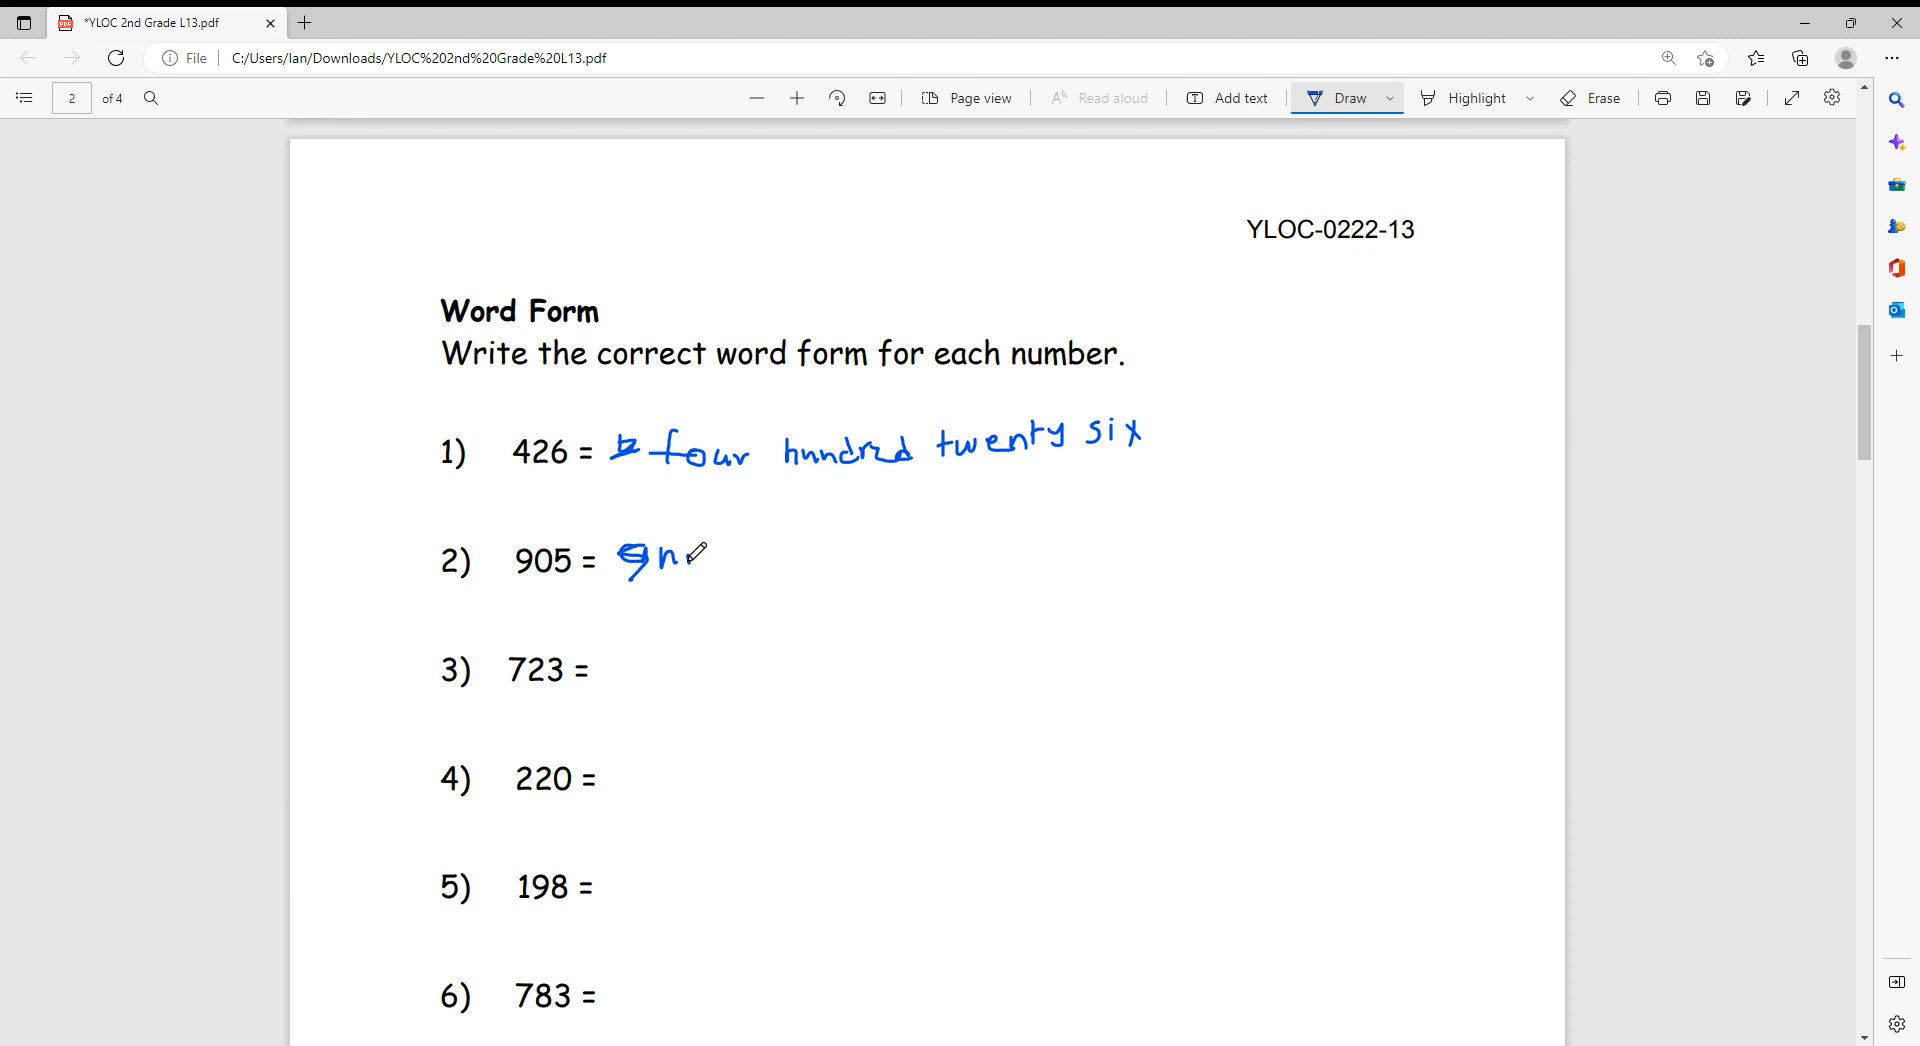 *YLOC 2nd Grade L13.pdf
File C:/Users/Ian/Downloads/YLOC%202nd%20Grade%20L13.pdf
2 of 4 Page view Read aloud Add text Draw Highlight Erase
YLOC-0222-13
Word Form
Write the correct word form for each number.
1) 426 = four hundred twenty six
2) 905 =
3) 723 =
4) 220 =
5) 198 =
6) 783 =